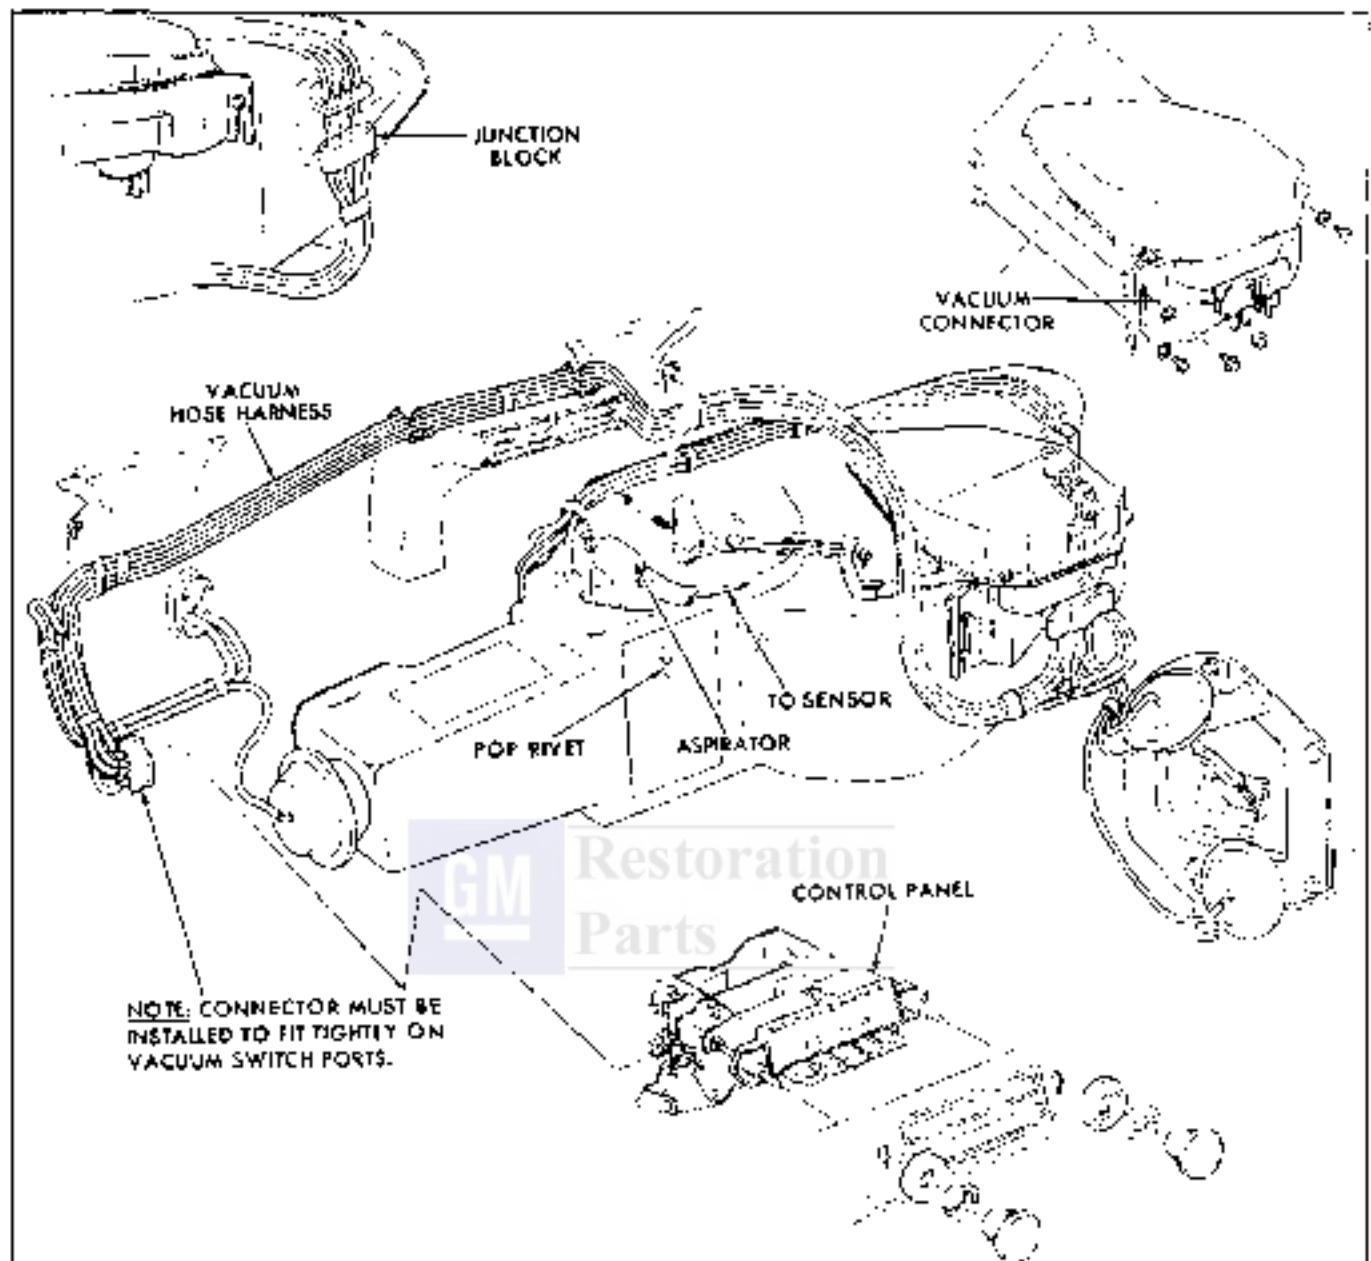 JUNCTION
BLOCK
VACUUM
CONNECTOR
VACUUM
HOSE HARNESS
TO SENSOR
POP RIVET
ASPIRATOR
GM
Restoration
Parts
CONTROL PANEL
NOTE: CONNECTOR MUST BE
INSTALLED TO FIT TIGHTLY ON
VACUUM SWITCH PORTS.